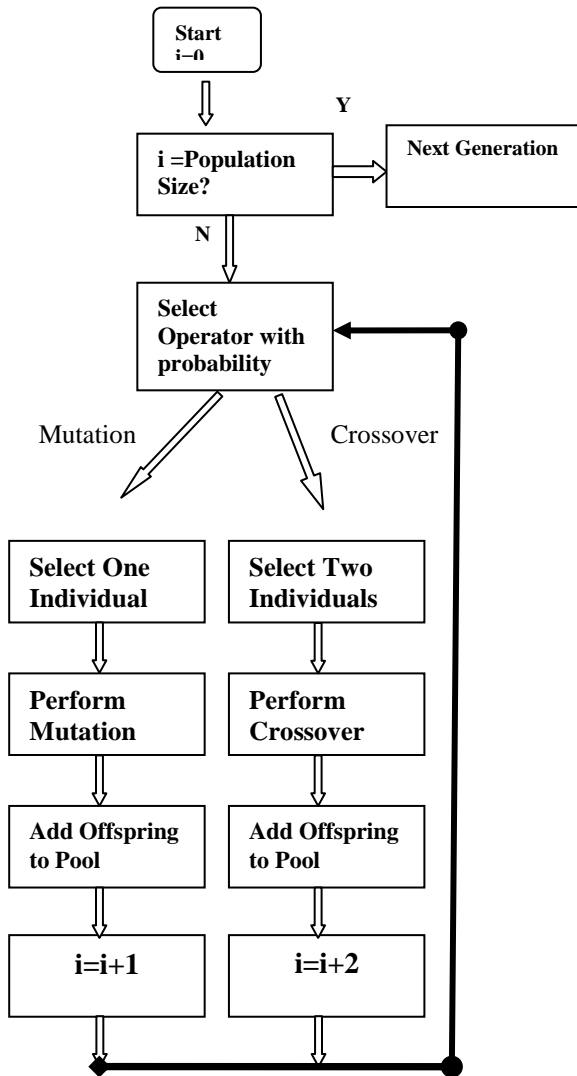 Start
i=0
Y
i =Population
Size?
Next Generation
N
Select
Operator with
probability
Mutation
Crossover
Select One
Individual
Select Two
Individuals
Perform
Mutation
Perform
Crossover
Add Offspring
to Pool
Add Offspring
to Pool
i=i+1
i=i+2